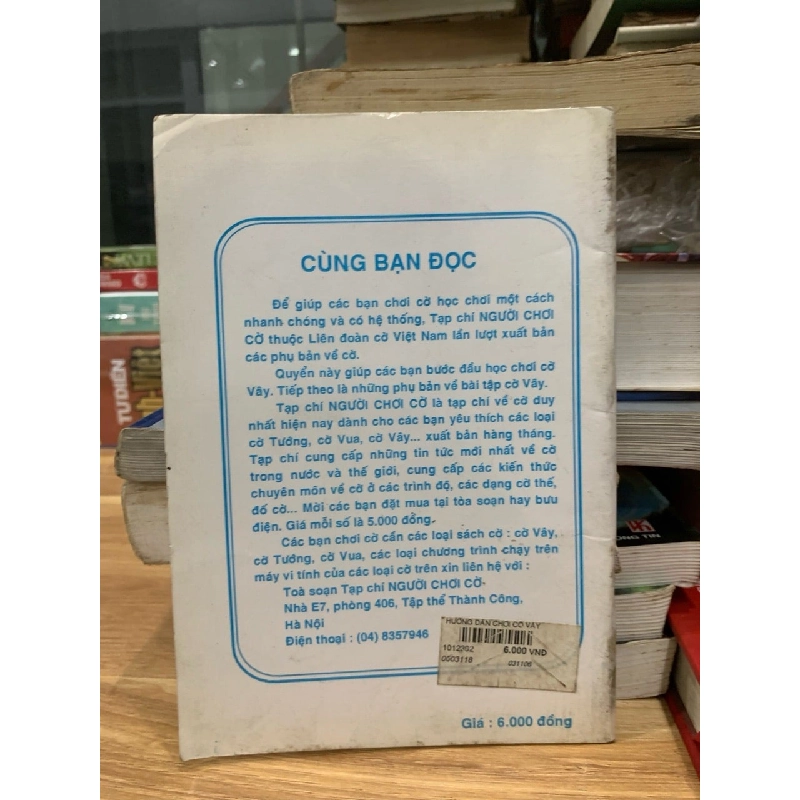 CÙNG BẠN ĐỌC
Để giúp các bạn chơi cờ học chơi một cách
nhanh chóng và có hệ thống, Tạp chí NGƯỜI CHƠI
CỜ thuộc Liên đoàn cờ Việt Nam lần lượt xuất bản
các phụ bản về cờ.
Quyển này giúp các bạn bước đầu học chơi cờ
Vây. Tiếp theo là những phụ bản về bài tập cờ Vây.
Tạp chí NGƯỜI CHƠI CỜ là tạp chí về cờ duy
nhất hiện nay dành cho các bạn yêu thích các loại
cờ Tướng, cờ Vua, cờ Vây... xuất bản hàng tháng.
Tạp chí cung cấp những tin tức mới nhất về cờ
trong nước và thế giới, cung cấp các kiến thức
chuyên môn về cờ ở các trình độ, các dạng cờ thế,
đố cờ... Mời các bạn đặt mua tại tòa soạn hay bưu
điện. Giá mỗi số là 5.000 đồng.
Các bạn chơi cờ cần các loại sách cờ : cờ Vây,
cờ Tướng, cờ Vua, các loại chương trình chạy trên
máy vi tính của các loại cờ trên xin liên hệ với :
Toà soạn Tạp chí NGƯỜI CHƠI CỜ-
Nhà E7, phòng 406, Tập thể Thành Công,
Hà Nội
Điện thoại : (04) 8357946
HƯỚNG DẪN CHƠI CỜ VÂY
6.000 VNĐ
0003116
031106
Giá : 6.000 đồng
TỪ ĐIỂN